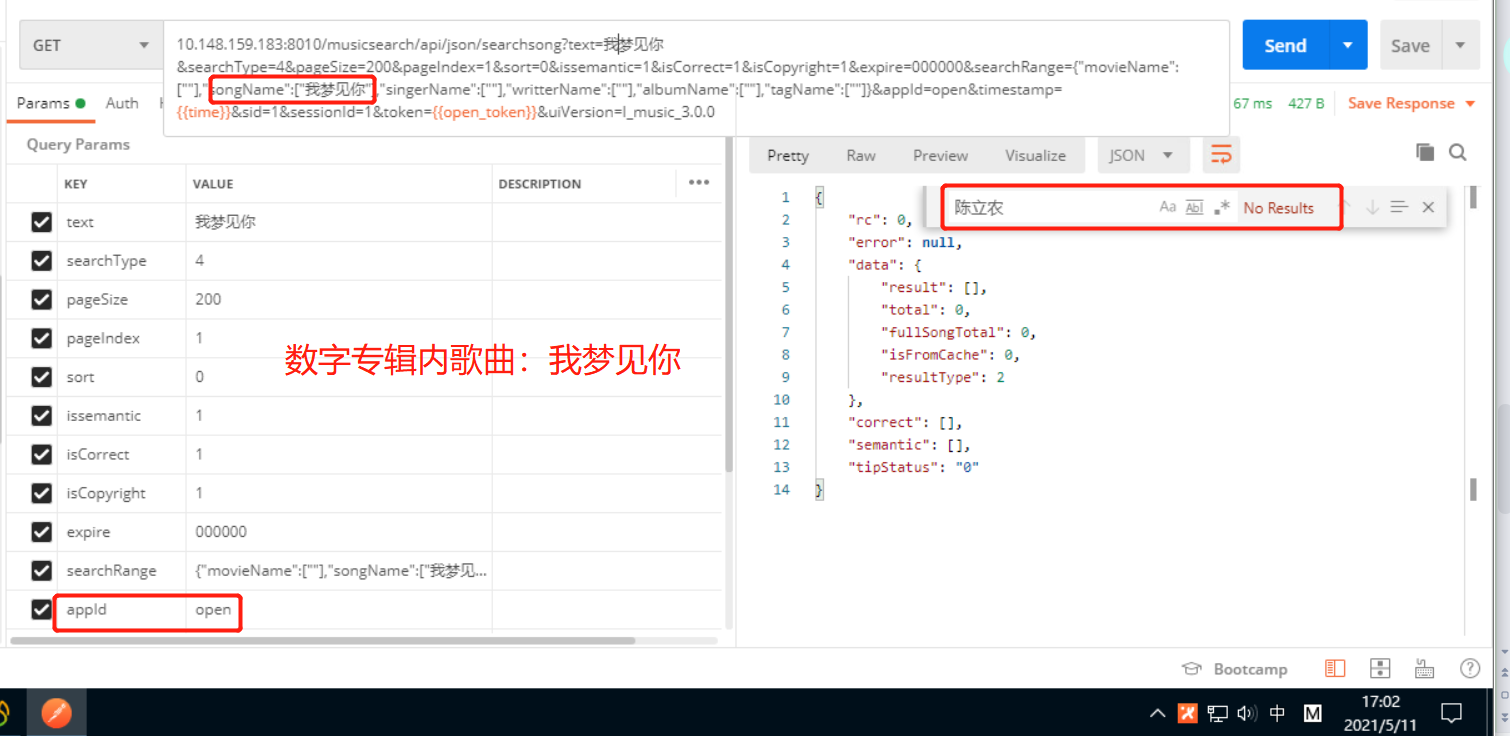 GET
10.148.159.183:8010/musicsearch/api/json/searchsong?text=我梦见你
&searchType=4&pageSize=200&pageIndex=1&sort=0&issemantic=1&isCorrect=1&isCopyright=1&expire=000000&searchRange={"movieName":
[""],"songName":["我梦见你"],"singerName":[""],"writterName":[""],"albumName":[""],"tagName":[""]}&appId=open&timestamp=
{{time}}&sid=1&sessionId=1&token={{open_token}}&uiVersion=l_music_3.0.0
Send
Save
Params
Auth
67 ms 427 B Save Response
Query Params
KEY VALUE DESCRIPTION
text 我梦见你
searchType 4
pageSize 200
pageIndex 1
sort 0
issemantic 1
isCorrect 1
isCopyright 1
expire 000000
searchRange {"movieName":[""],"songName":["我梦见...
appId open
数字专辑内歌曲：我梦见你
Pretty Raw Preview Visualize JSON
陈立农 Aa Abl .* No Results
1 {
2 "rc": 0,
3 "error": null,
4 "data": {
5 "result": [],
6 "total": 0,
7 "fullSongTotal": 0,
8 "isFromCache": 0,
9 "resultType": 2
10 },
11 "correct": [],
12 "semantic": [],
13 "tipStatus": "0"
14 }
Bootcamp
中 M
17:02
2021/5/11